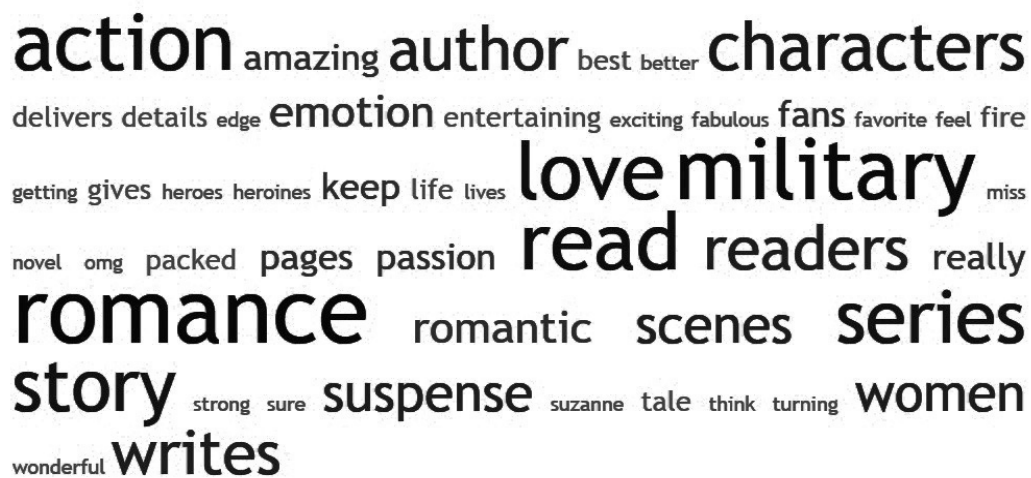 action amazing author best better characters
delivers details edge emotion entertaining exciting fabulous fans favorite feel fire
getting gives heroes heroines keep life lives love military miss
novel omg packed pages passion read readers really
romance romantic scenes series
story strong sure suspense suzanne tale think turning women
wonderful writes